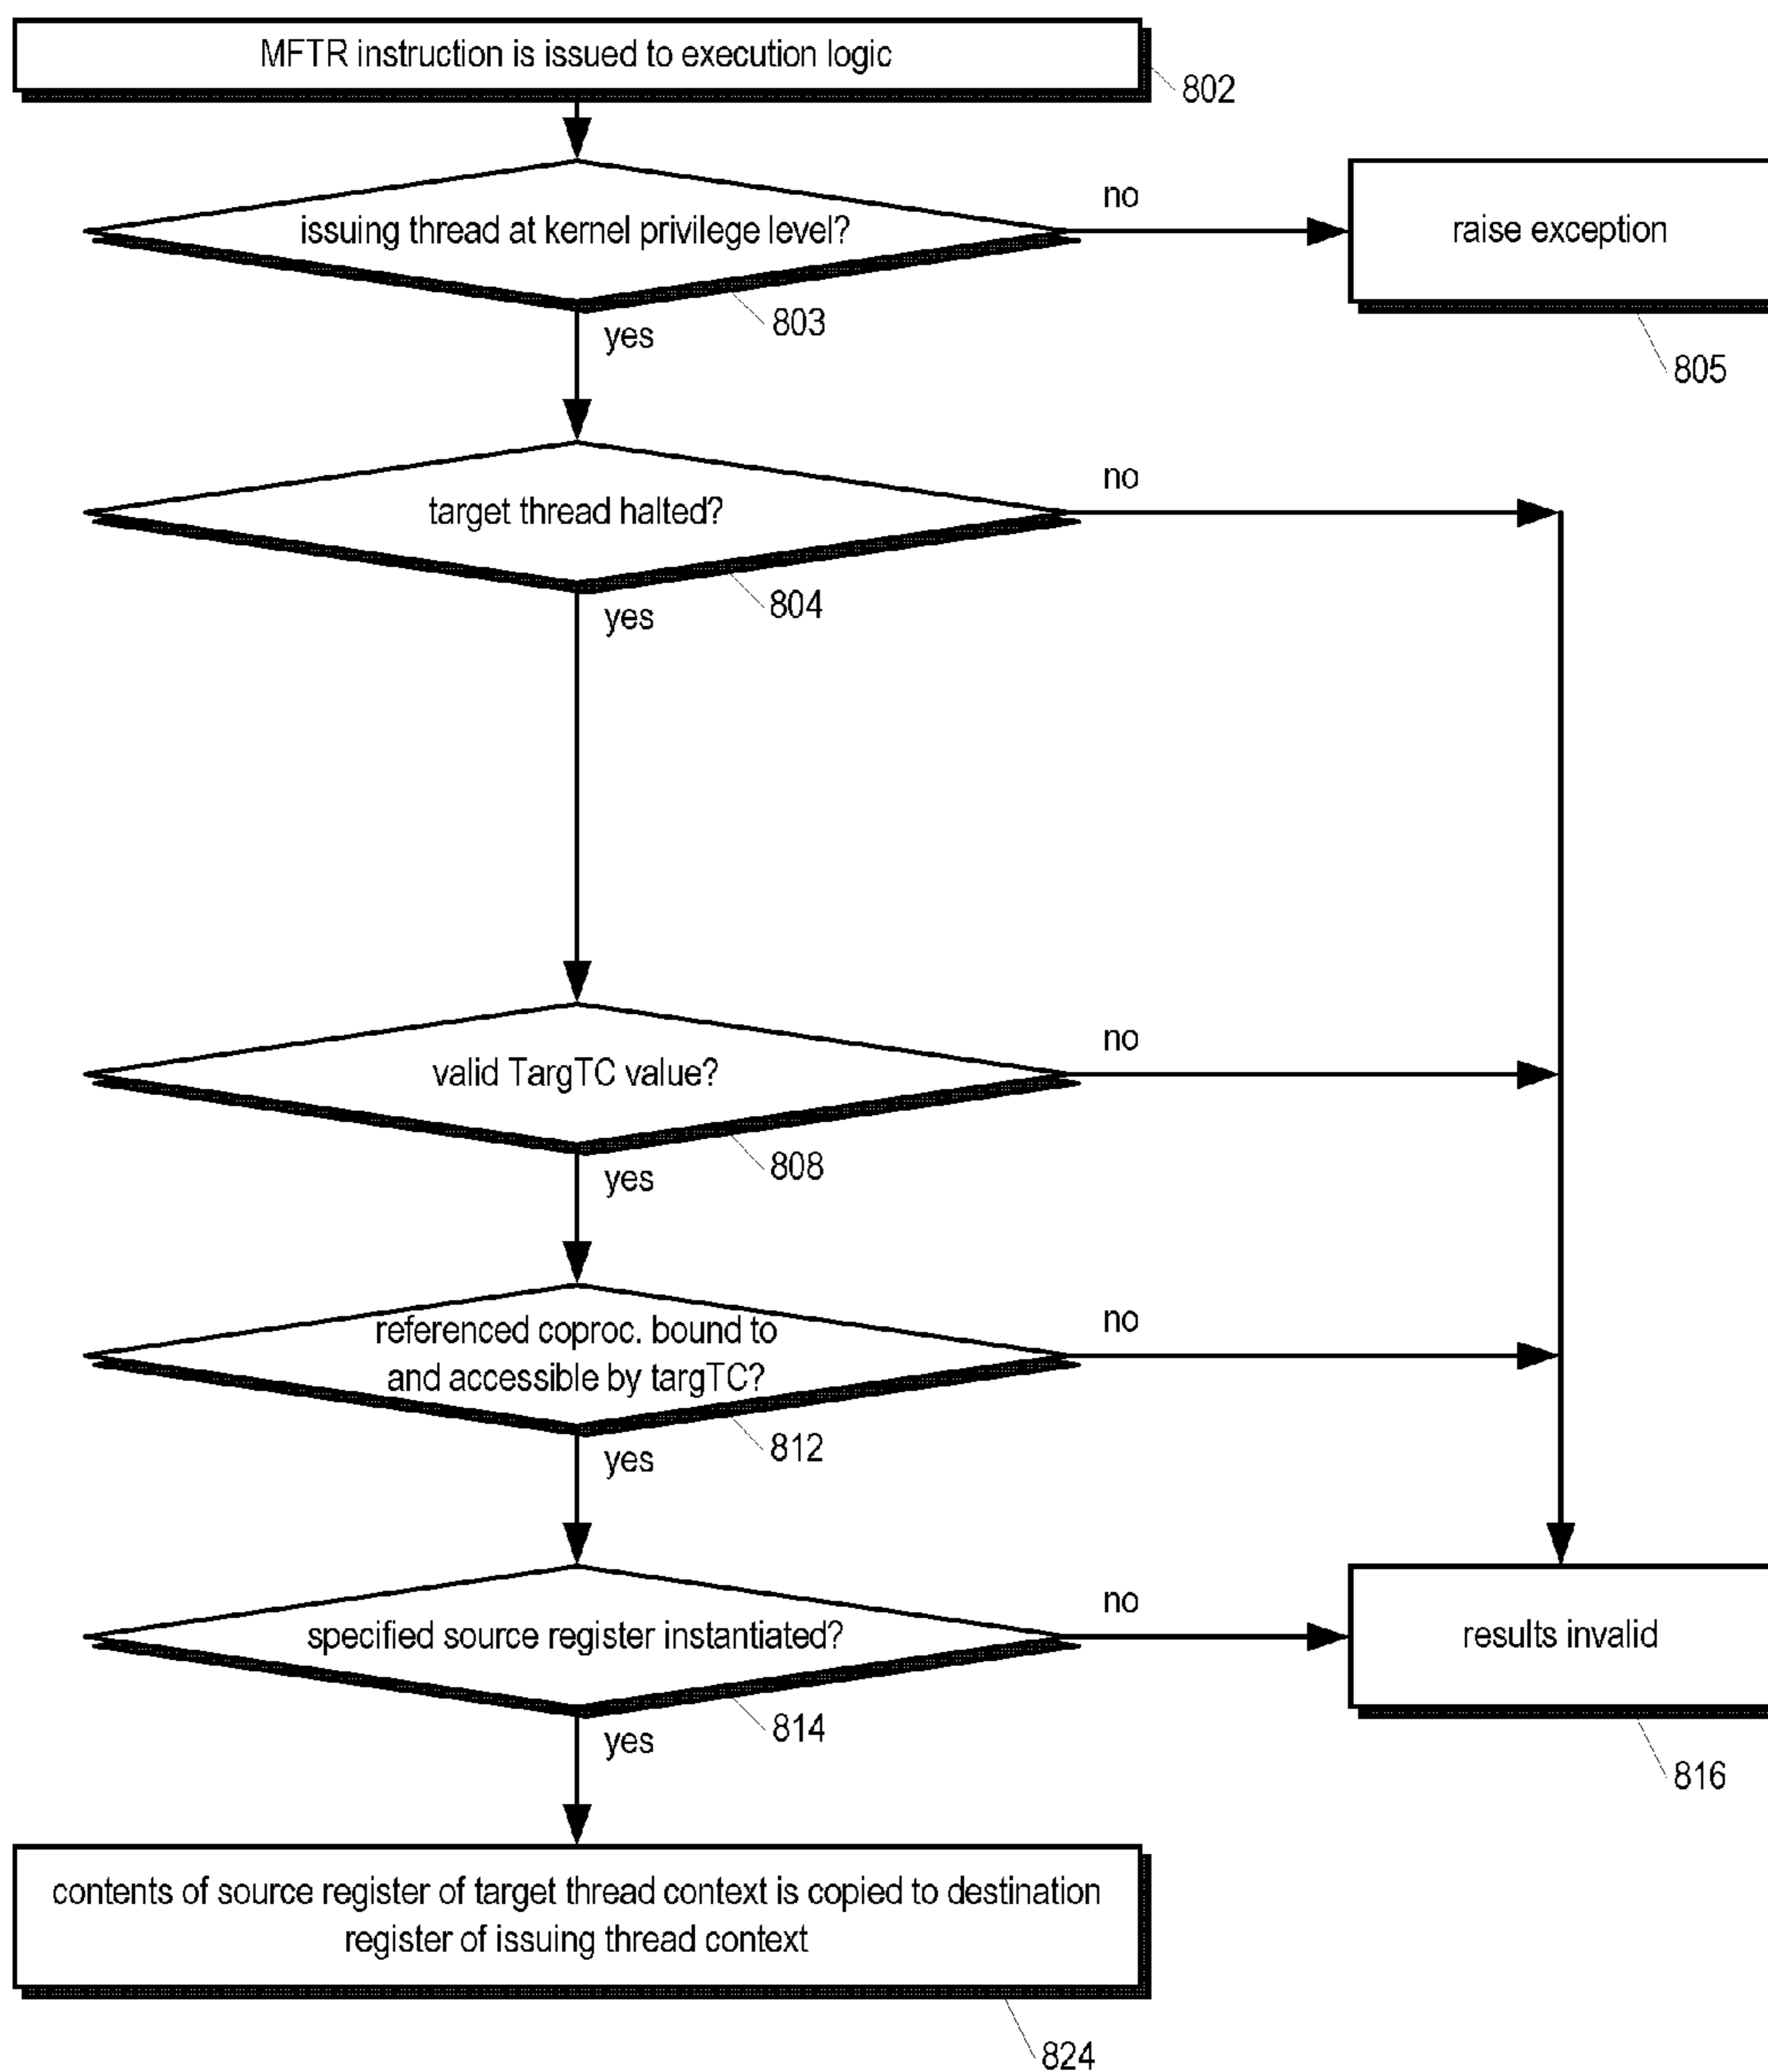 MFTR instruction is issued to execution logic
802
issuing thread at kernel privilege level?
no
raise exception
803
yes
805
target thread halted?
no
804
yes
valid TargTC value?
no
808
yes
referenced coproc. bound to
and accessible by targTC?
no
812
yes
specified source register instantiated?
no
results invalid
814
yes
816
contents of source register of target thread context is copied to destination
register of issuing thread context
824